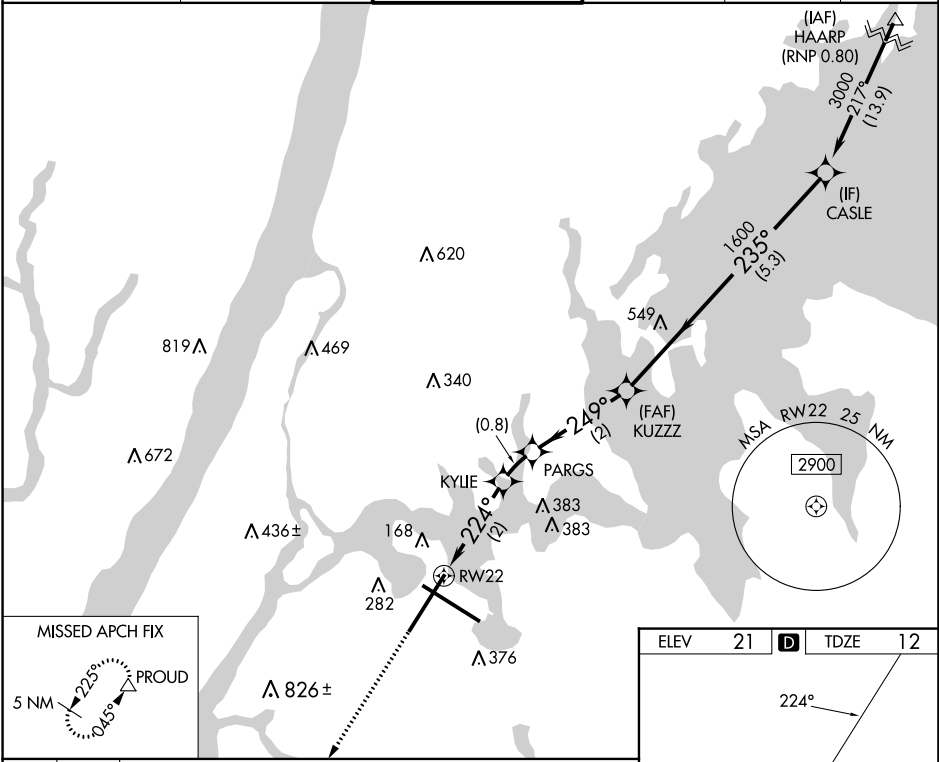 (IAF)
HAARP
(RNP 0.80)
3000
217°
(13.9)
(IF)
CASLE
1600
235°
(5.3)
620
549
819
469
340
(FAF)
KUZZZ
249°
(2)
(0.8)
PARGS
KYLIE
672
383
383
436±
168
224°
(2)
RW22
282
376
826±
MSA RW22 25 NM
2900
MISSED APCH FIX
PROUD
5 NM
225°
045°
ELEV 21 D TDZE 12
224°